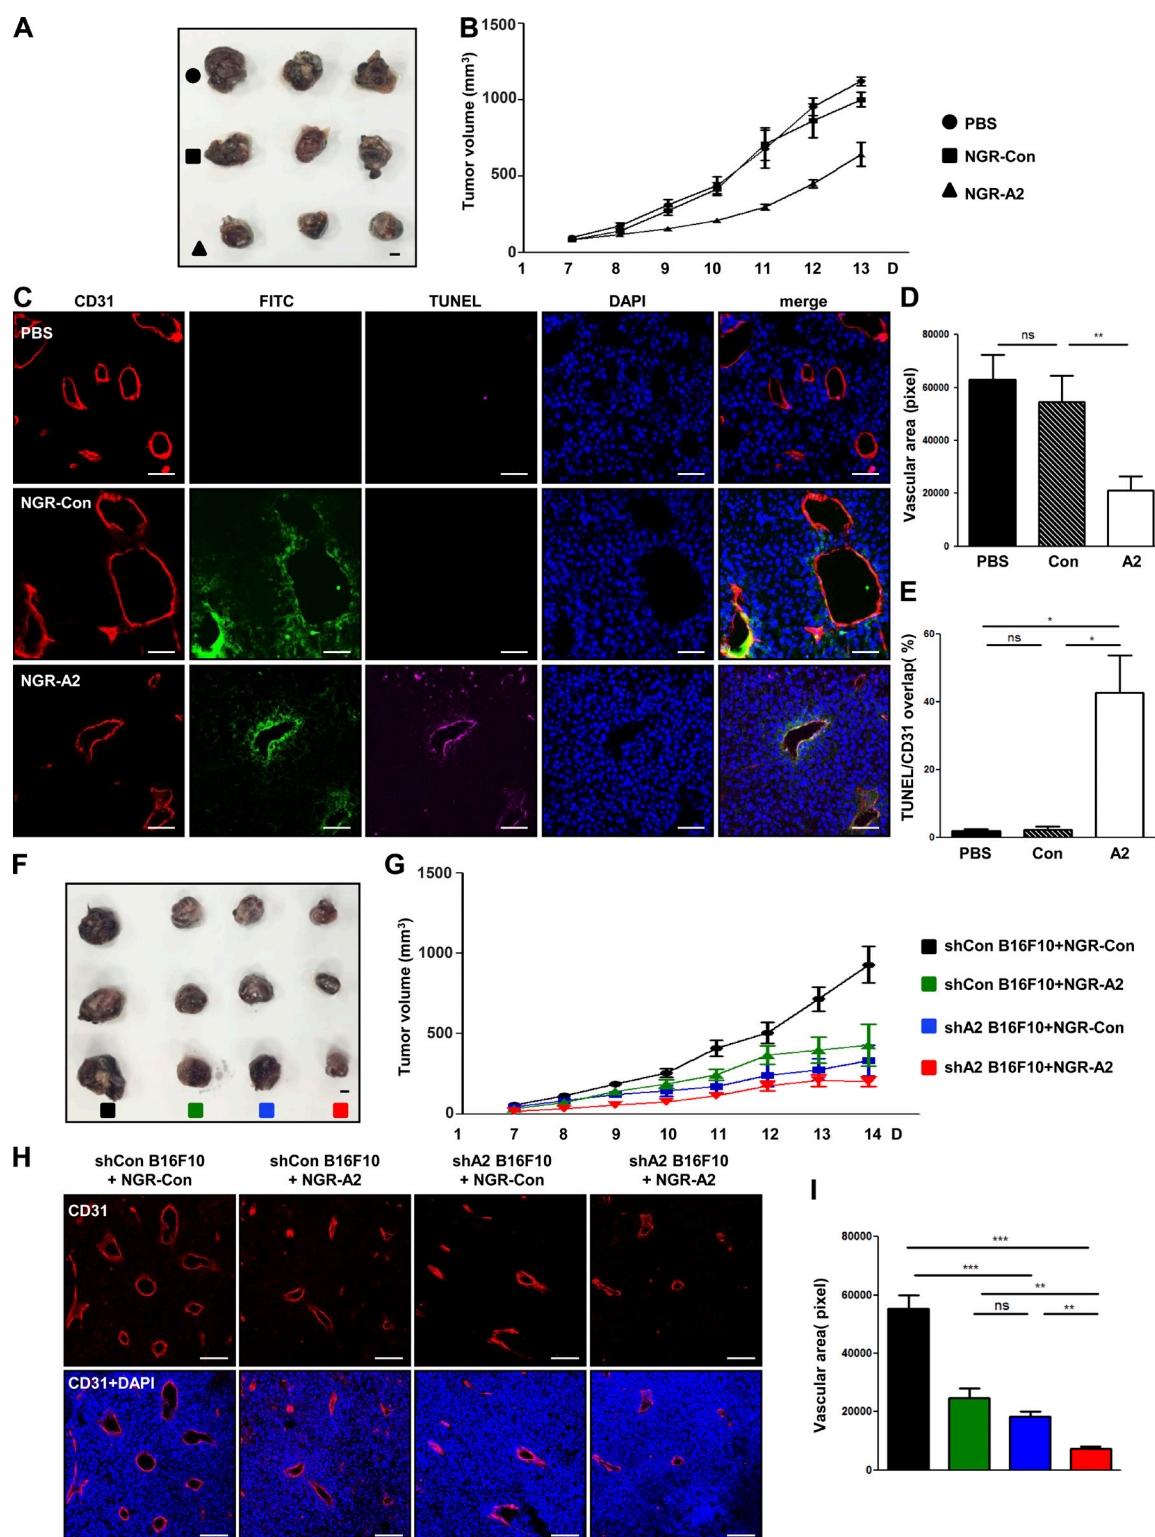 A
B
Tumor volume (mm³)
1500
1000
500
0
1 7 8 9 10 11 12 13 D
PBS
NGR-Con
NGR-A2
C
CD31 FITC TUNEL DAPI merge
PBS
NGR-Con
NGR-A2
D
Vascular area (pixel)
80000
60000
40000
20000
0
ns **
PBS Con A2
E
TUNEL/CD31 overlap( %)
60
40
20
0
*
ns *
PBS Con A2
F
G
Tumor volume (mm³)
1500
1000
500
0
1 7 8 9 10 11 12 13 14 D
shCon B16F10+NGR-Con
shCon B16F10+NGR-A2
shA2 B16F10+NGR-Con
shA2 B16F10+NGR-A2
H
shCon B16F10
+ NGR-Con
shCon B16F10
+ NGR-A2
shA2 B16F10
+ NGR-Con
shA2 B16F10
+ NGR-A2
CD31
CD31+DAPI
I
Vascular area( pixel)
80000
60000
40000
20000
0
***
***
**
ns **